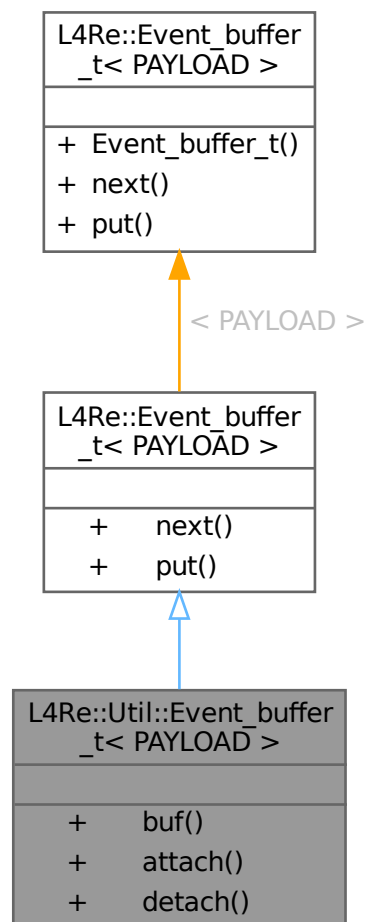 L4Re::Event_buffer
_t< PAYLOAD >
+ Event_buffer_t()
+ next()
+ put()
< PAYLOAD >
L4Re::Event_buffer
_t< PAYLOAD >
+ next()
+ put()
L4Re::Util::Event_buffer
_t< PAYLOAD >
+ buf()
+ attach()
+ detach()